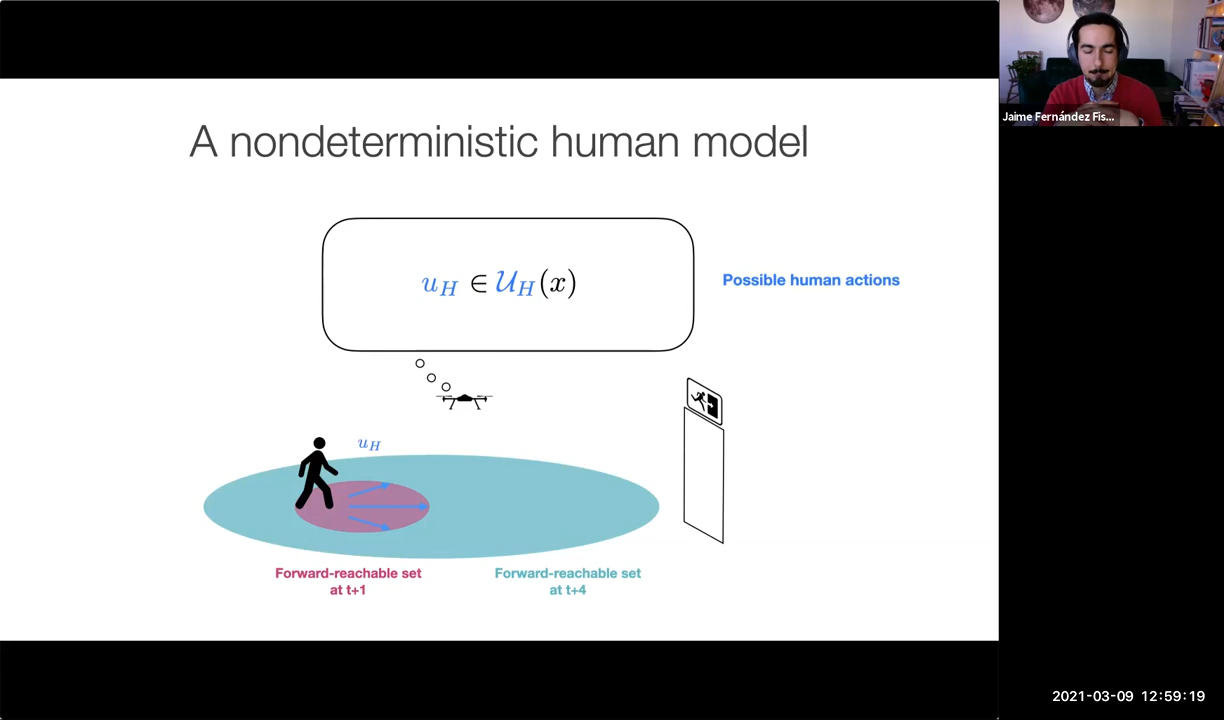 A nondeterministic human model
u_H ∈ 𝒰_H(x)
Possible human actions
u_H
Forward-reachable set
at t+1
Forward-reachable set
at t+4
Jaime Fernández Fis...
2021-03-09 12:59:19